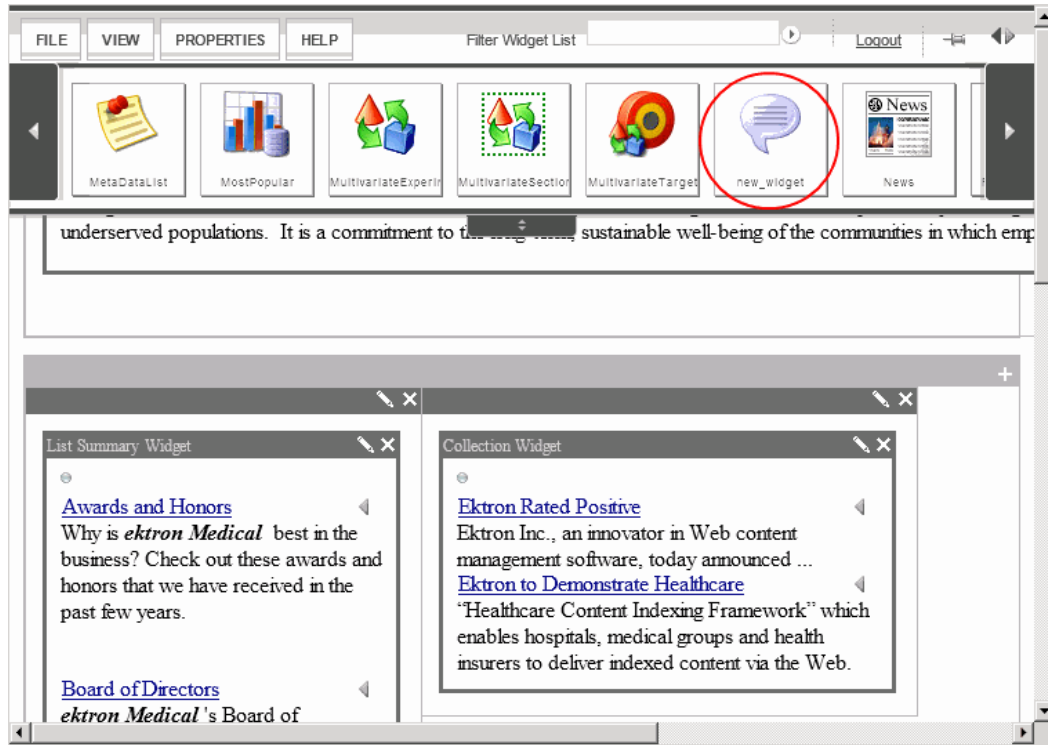 FILE VIEW PROPERTIES HELP Filter Widget List Logout
MetaDataList MostPopular MultivariateExperin MultivariateSection MultivariateTarget new_widget News
News
underserved populations. It is a commitment to sustainable well-being of the communities in which emp
List Summary Widget
Awards and Honors
Why is ektron Medical best in the
business? Check out these awards and
honors that we have received in the
past few years.
Board of Directors
ektron Medical 's Board of
Collection Widget
Ektron Rated Positive
Ektron Inc., an innovator in Web content
management software, today announced ...
Ektron to Demonstrate Healthcare
“Healthcare Content Indexing Framework” which
enables hospitals, medical groups and health
insurers to deliver indexed content via the Web.